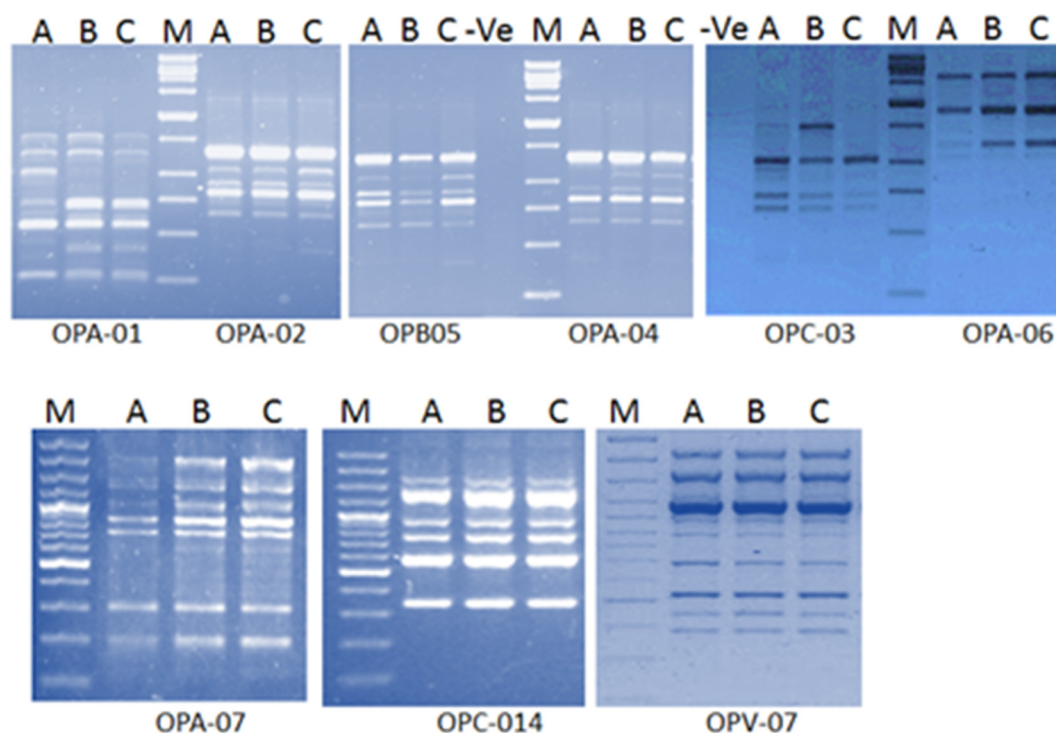 A B C M A B C A B C -Ve M A B C -Ve A B C M A B C
OPA-01 OPA-02 OPB05 OPA-04 OPC-03 OPA-06
M A B C M A B C M A B C
OPA-07 OPC-014 OPV-07